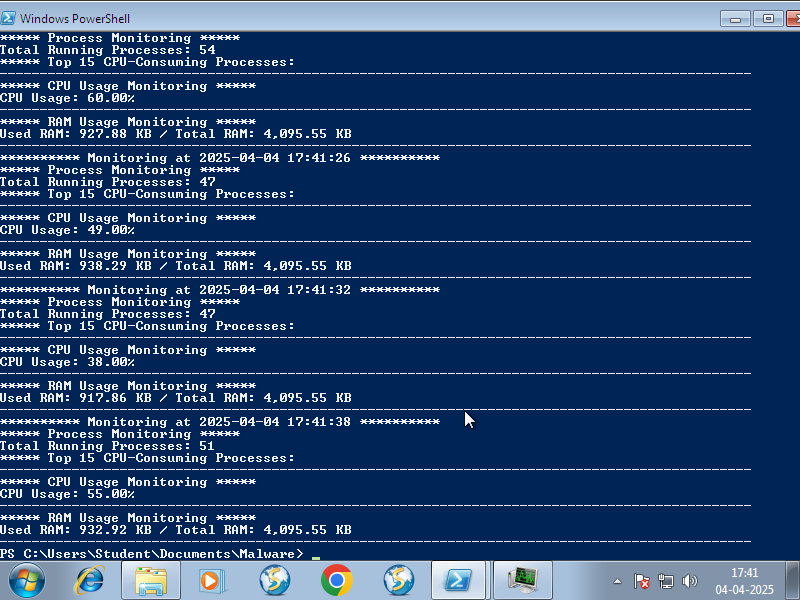 Windows PowerShell
***** Process Monitoring *****
Total Running Processes: 54
***** Top 15 CPU-Consuming Processes:
***** CPU Usage Monitoring *****
CPU Usage: 60.00%
***** RAM Usage Monitoring *****
Used RAM: 927.88 KB / Total RAM: 4,095.55 KB
********** Monitoring at 2025-04-04 17:41:26 **********
***** Process Monitoring *****
Total Running Processes: 47
***** Top 15 CPU-Consuming Processes:
***** CPU Usage Monitoring *****
CPU Usage: 49.00%
***** RAM Usage Monitoring *****
Used RAM: 938.29 KB / Total RAM: 4,095.55 KB
********** Monitoring at 2025-04-04 17:41:32 **********
***** Process Monitoring *****
Total Running Processes: 47
***** Top 15 CPU-Consuming Processes:
***** CPU Usage Monitoring *****
CPU Usage: 38.00%
***** RAM Usage Monitoring *****
Used RAM: 917.86 KB / Total RAM: 4,095.55 KB
********** Monitoring at 2025-04-04 17:41:38 **********
***** Process Monitoring *****
Total Running Processes: 51
***** Top 15 CPU-Consuming Processes:
***** CPU Usage Monitoring *****
CPU Usage: 55.00%
***** RAM Usage Monitoring *****
Used RAM: 932.92 KB / Total RAM: 4,095.55 KB
PS C:\Users\Student\Documents\Malware> _
17:41
04-04-2025